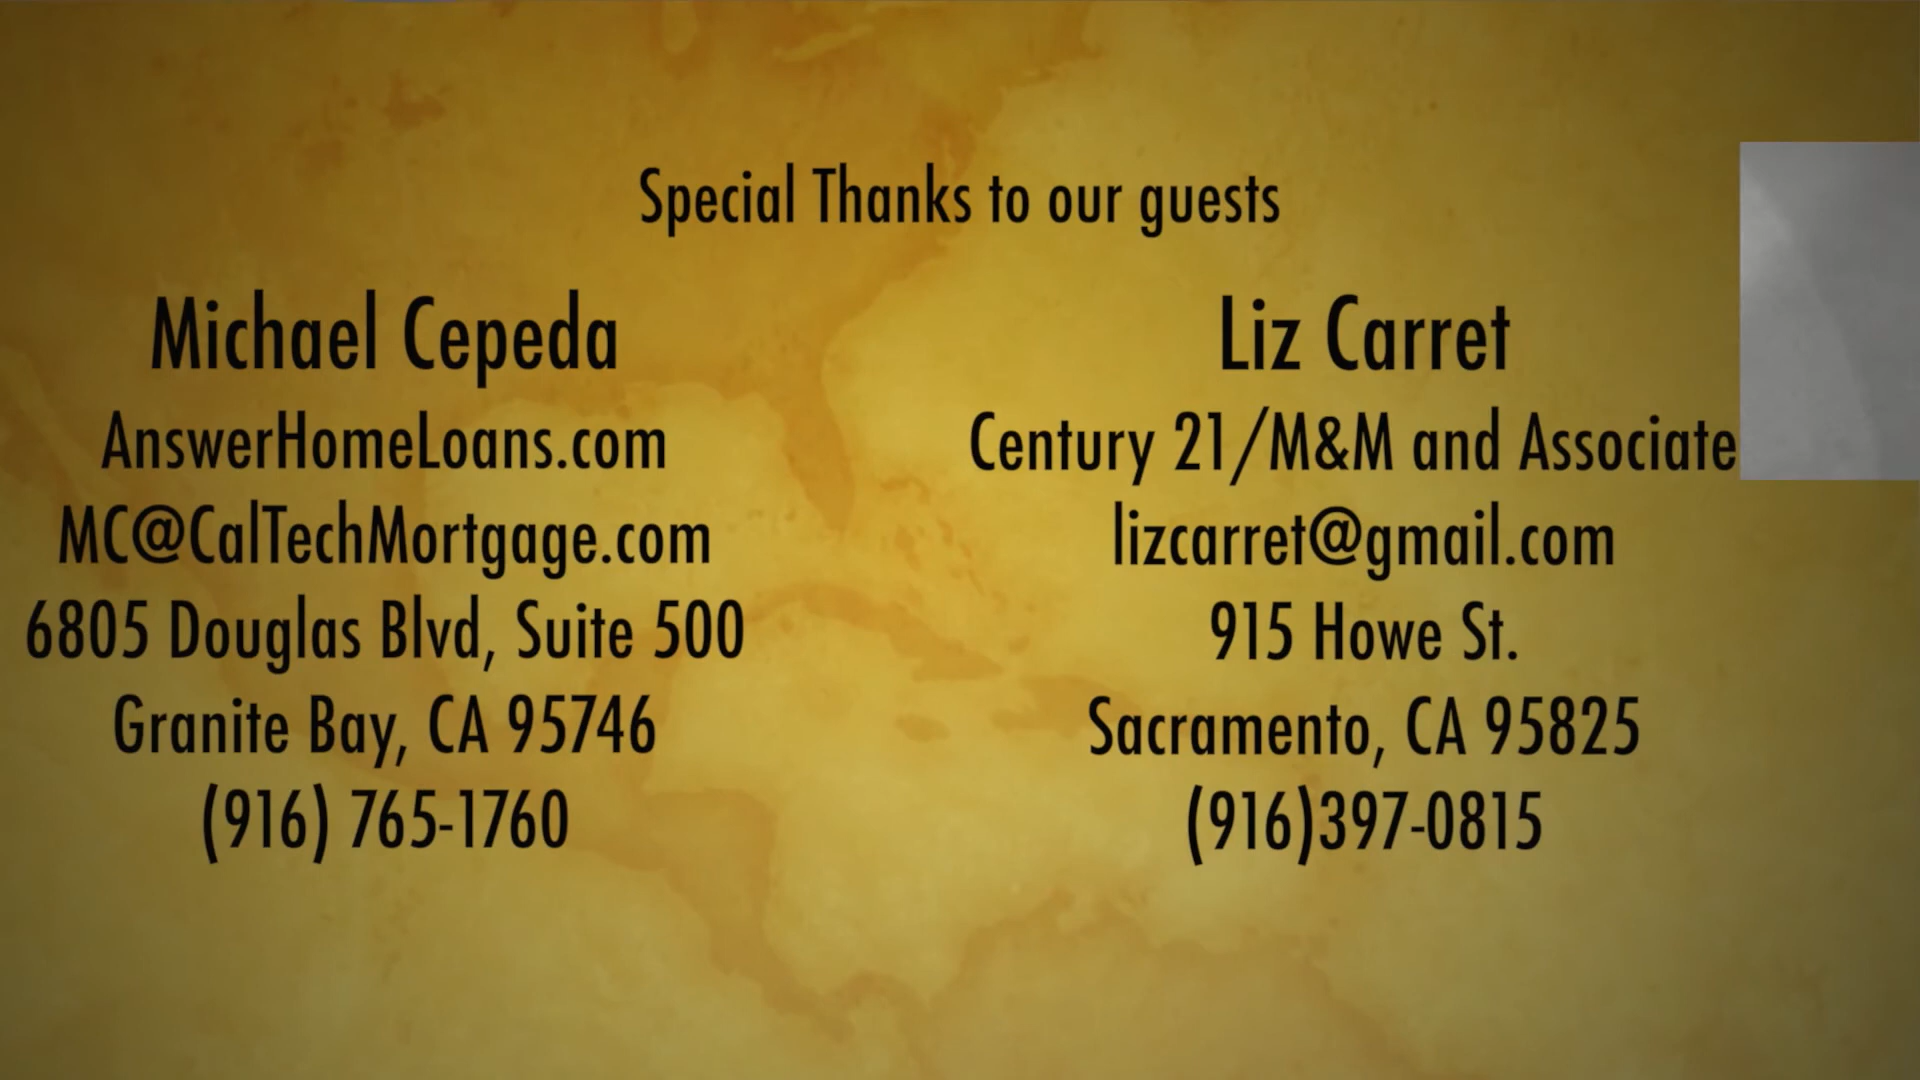 Special Thanks to our guests
Michael Cepeda
AnswerHomeLoans.com
MC@CalTechMortgage.com
6805 Douglas Blvd, Suite 500
Granite Bay, CA 95746
(916) 765-1760
Liz Carret
Century 21/M&M and Associate
lizcarret@gmail.com
915 Howe St.
Sacramento, CA 95825
(916)397-0815